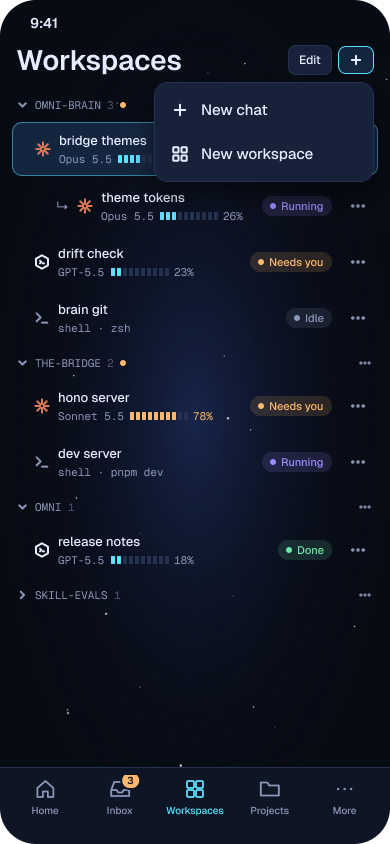 9:41
Workspaces
Edit
New chat
New workspace
OMNI-BRAIN 3
bridge themes
Opus 5.5
theme tokens
Opus 5.5 26%
Running
drift check
GPT-5.5 23%
Needs you
brain git
shell · zsh
Idle
THE-BRIDGE 2
hono server
Sonnet 5.5 78%
Needs you
dev server
shell · pnpm dev
Running
OMNI 1
release notes
GPT-5.5 18%
Done
SKILL-EVALS 1
3
Home
Inbox
Workspaces
Projects
More